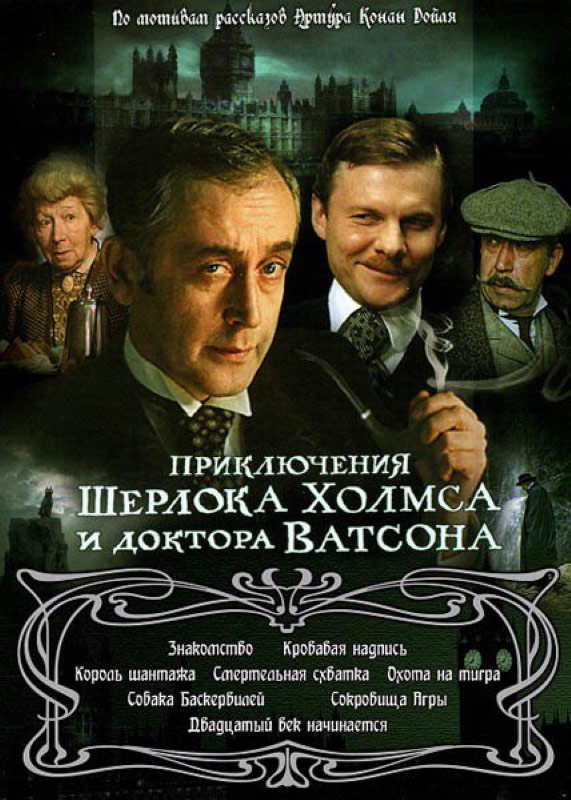 По мотивам рассказов Артура Конан Дойля
ПРИКЛЮЧЕНИЯ
ШЕРЛОКА ХОЛМСА
И ДОКТОРА ВАТСОНА
Знакомство Кровавая надпись
Король шантажа Смертельная схватка Охота на тигра
Собака Баскервилей Сокровища Агры
Двадцатый век начинается